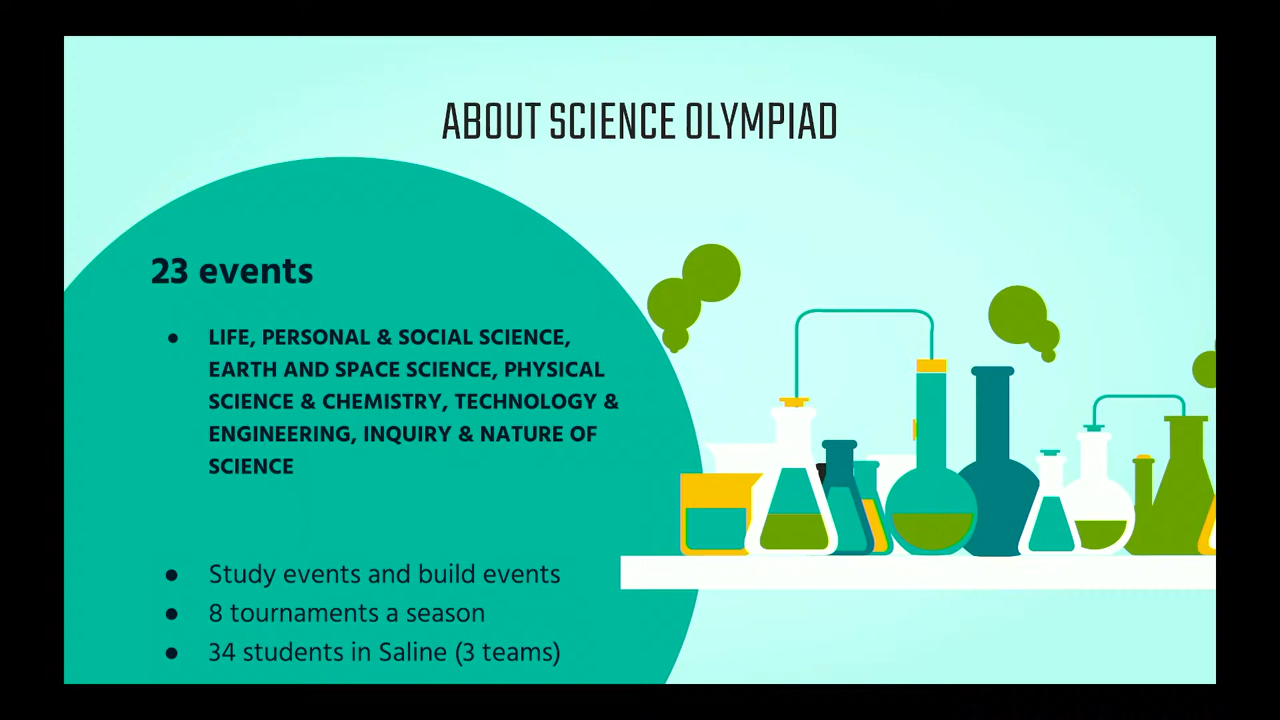 ABOUT SCIENCE OLYMPIAD
23 events
● LIFE, PERSONAL & SOCIAL SCIENCE,
EARTH AND SPACE SCIENCE, PHYSICAL
SCIENCE & CHEMISTRY, TECHNOLOGY &
ENGINEERING, INQUIRY & NATURE OF
SCIENCE
● Study events and build events
● 8 tournaments a season
● 34 students in Saline (3 teams)